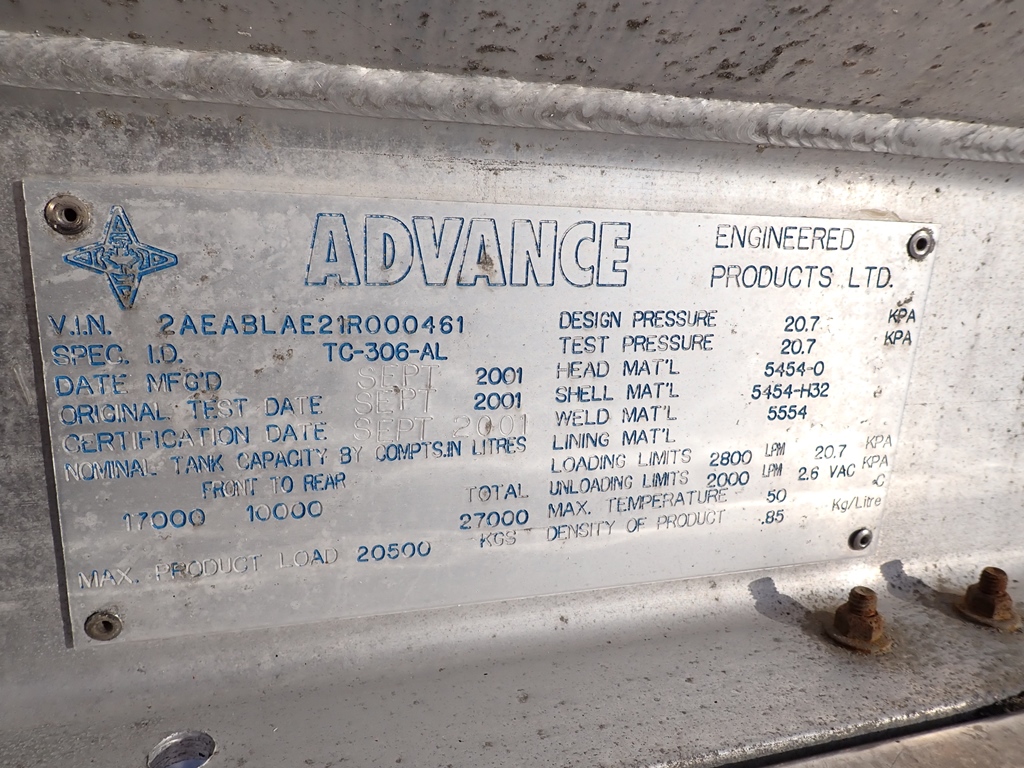 ADVANCE
ENGINEERED
PRODUCTS LTD.
V.I.N. 2AEABLAE21R000461
SPEC. I.D. TC-306-AL
DATE MFG'D SEPT 2001
ORIGINAL TEST DATE SEPT 2001
CERTIFICATION DATE SEPT 2001
NOMINAL TANK CAPACITY BY COMPTS.IN LITRES
FRONT TO REAR TOTAL
17000 10000 27000
MAX. PRODUCT LOAD 20500 KGS
DESIGN PRESSURE 20.7 KPA
TEST PRESSURE 20.7 KPA
HEAD MAT'L 5454-0
SHELL MAT'L 5454-H32
WELD MAT'L 5554
LINING MAT'L
LOADING LIMITS 2800 LPM 20.7 KPA
UNLOADING LIMITS 2000 LPM 2.6 VAC KPA
MAX. TEMPERATURE 50 °C
DENSITY OF PRODUCT .85 Kg/Litre